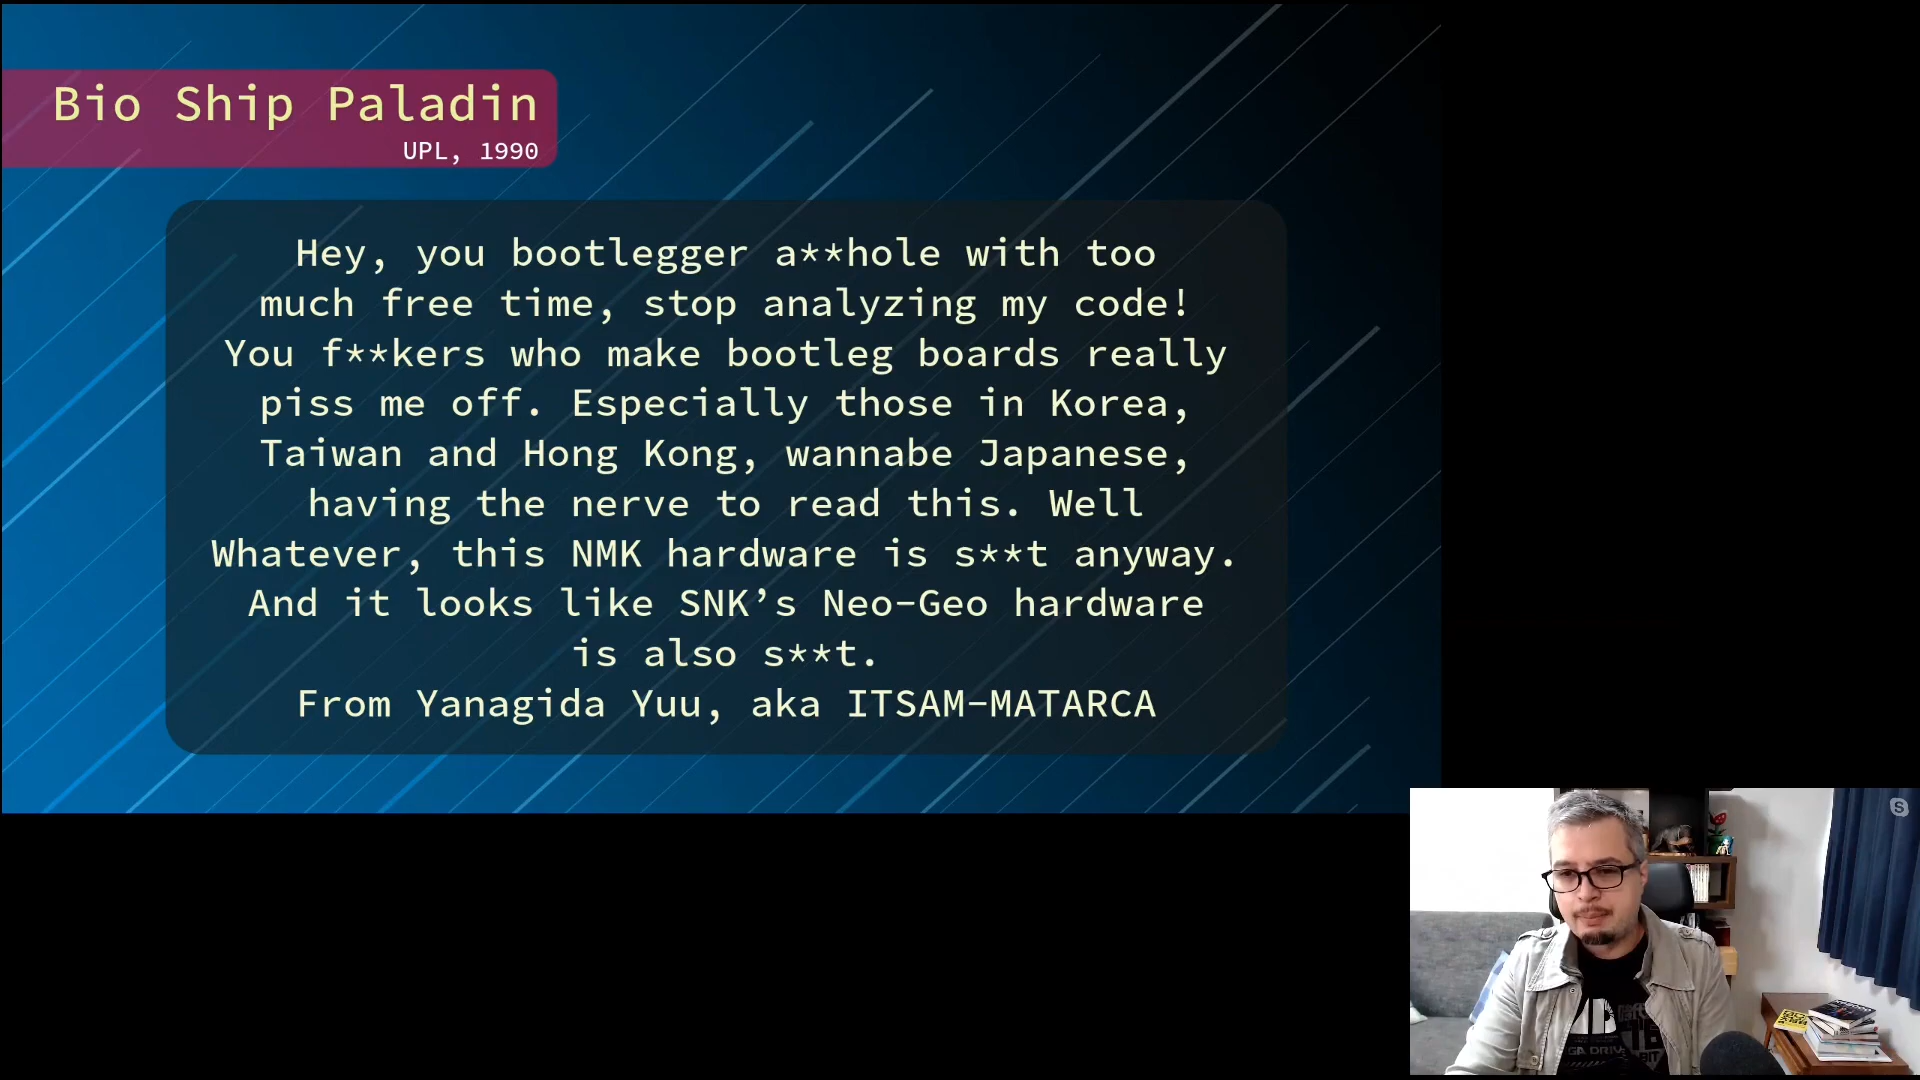 Bio Ship Paladin
UPL, 1990
Hey, you bootlegger a**hole with too
much free time, stop analyzing my code!
You f**kers who make bootleg boards really
piss me off. Especially those in Korea,
Taiwan and Hong Kong, wannabe Japanese,
having the nerve to read this. Well
Whatever, this NMK hardware is s**t anyway.
And it looks like SNK’s Neo-Geo hardware
is also s**t.
From Yanagida Yuu, aka ITSAM-MATARCA
S